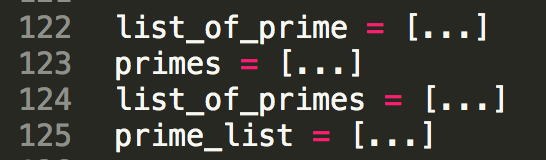 122 list_of_prime = [...]
123 primes = [...]
124 list_of_primes = [...]
125 prime_list = [...]